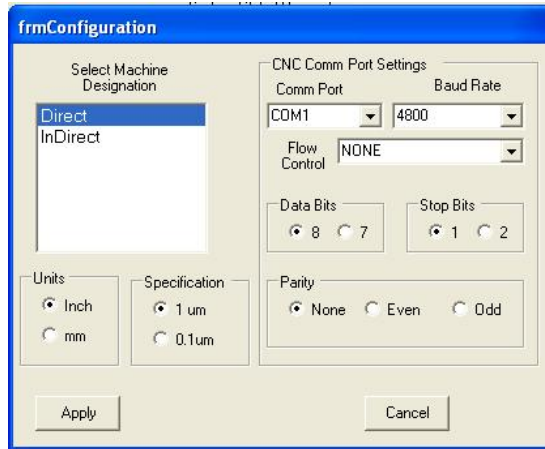 frmConfiguration
Select Machine
Designation
Direct
InDirect
CNC Comm Port Settings
Comm Port
Baud Rate
COM1
4800
Flow
Control
NONE
Data Bits
8
7
Stop Bits
1
2
Units
Inch
mm
Specification
1 um
0.1um
Parity
None
Even
Odd
Apply
Cancel